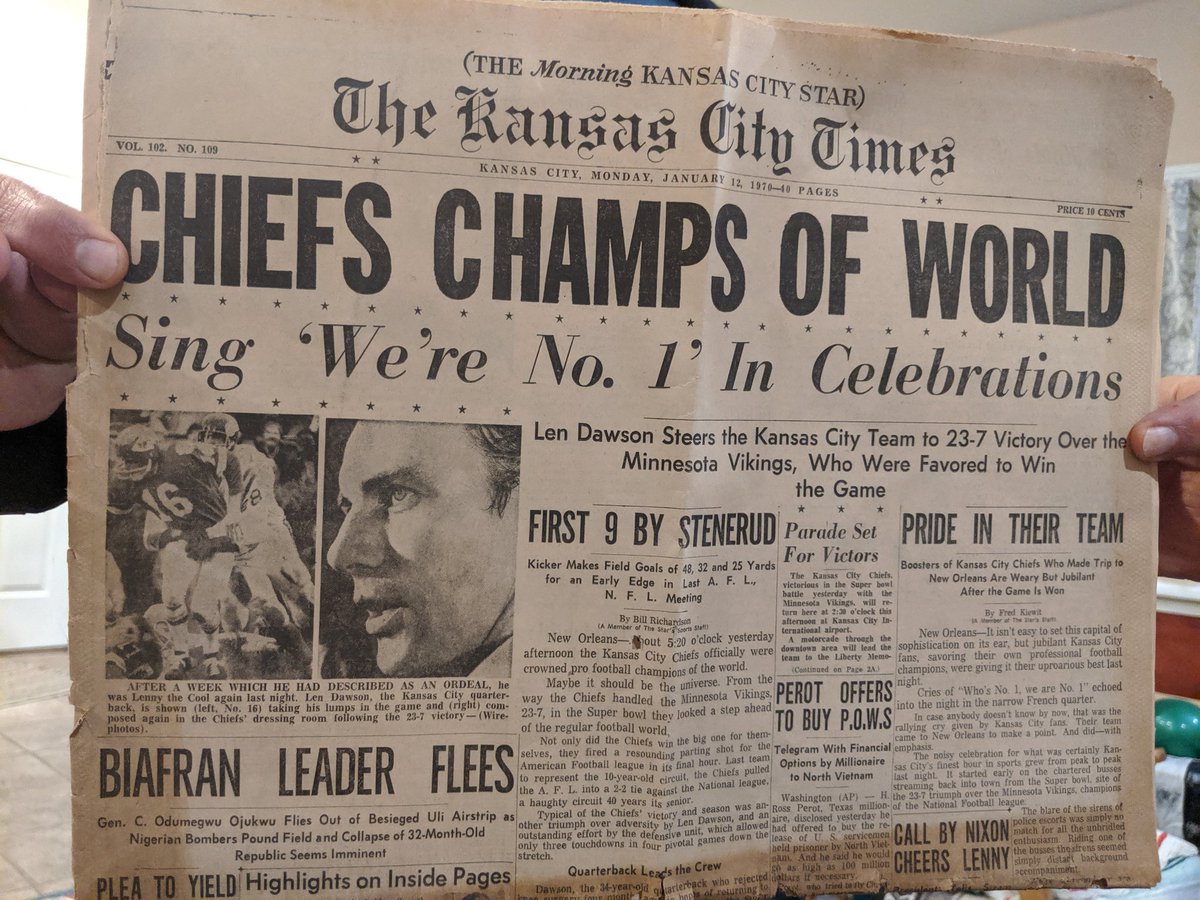 (THE Morning KANSAS CITY STAR)
The Kansas City Times
VOL. 102. NO. 109
KANSAS CITY, MONDAY, JANUARY 12, 1970—40 PAGES
PRICE 10 CENTS
CHIEFS CHAMPS OF WORLD
Sing ‘We're No. 1’ In Celebrations
16
AFTER A WEEK WHICH HE HAD DESCRIBED AS AN ORDEAL, he
was Lenny the Cool again last night. Len Dawson, the Kansas City quarter-
back, is shown (left, No. 16) taking his lumps in the game and (right) com-
posed again in the Chiefs' dressing room following the 23-7 victory—(Wire-
photos).
BIAFRAN LEADER FLEES
Gen. C. Odumegwu Ojukwu Flies Out of Besieged Uli Airstrip as
Nigerian Bombers Pound Field and Collapse of 32-Month-Old
Republic Seems Imminent
PLEA TO YIELD
Highlights on Inside Pages
Len Dawson Steers the Kansas City Team to 23-7 Victory Over the
Minnesota Vikings, Who Were Favored to Win
the Game
FIRST 9 BY STENERUD
Kicker Makes Field Goals of 48, 32 and 25 Yards
for an Early Edge in Last A. F. L.,
N. F. L. Meeting
By Bill Richardson
(A Member of The Star's Sports Staff)
New Orleans—About 5:20 o'clock yesterday
afternoon the Kansas City Chiefs officially were
crowned pro football champions of the world.
Maybe it should be the universe. From the
way the Chiefs handled the Minnesota Vikings,
23-7, in the Super bowl they looked a step ahead
of the regular football world.
Not only did the Chiefs win the big one for them-
selves, they fired a resounding parting shot for the
American Football league in its final hour. Last team
to represent the 10-year-old circuit, the Chiefs pulled
the A. F. L. into a 2-2 tie against the National league,
a haughty circuit 40 years its senior.
Typical of the Chiefs' victory and season was an-
other triumph over adversity by Len Dawson, and an
outstanding effort by the defensive unit, which allowed
only three touchdowns in four pivotal games down the
stretch.
Quarterback Leads the Crew
Dawson, the 34-year-old quarterback who rejected
Parade Set
For Victors
The Kansas City Chiefs,
victorious in the Super bowl
battle yesterday with the
Minnesota Vikings, will re-
turn here at 2:30 o'clock this
afternoon at Kansas City In-
ternational airport.
A motorcade through the
downtown area will lead the
team to the Liberty Memo-
(Continued on Page 2A.)
PEROT OFFERS
TO BUY P.O.W.S
Telegram With Financial
Options by Millionaire
to North Vietnam
Washington (AP) — H.
Ross Perot, Texas million-
aire, disclosed yesterday he
had offered to buy the re-
lease of U. S. servicemen
held prisoner by North Viet-
nam. And he said he would
go as high as 100 million
dollars if necessary.
PRIDE IN THEIR TEAM
Boosters of Kansas City Chiefs Who Made Trip to
New Orleans Are Weary But Jubilant
After the Game Is Won
By Fred Kiewit
(A Member of The Star's Staff)
New Orleans—It isn't easy to set this capital of
sophistication on its ear, but jubilant Kansas City
fans, savoring their own professional football
champions, were giving it their uproarious best last
night.
Cries of “Who's No. 1, we are No. 1” echoed
into the night in the narrow French quarter.
In case anybody doesn't know by now, that was the
rallying cry given by Kansas City fans. Their team
came to New Orleans to make a point. And did—with
emphasis.
The noisy celebration for what was certainly Kan-
sas City's finest hour in sports grew from peak to peak
last night. It started early on the chartered busses
streaming back into town from the Super bowl, site of
the 23-7 triumph over the Minnesota Vikings, champions
of the National Football league.
CALL BY NIXON
CHEERS LENNY
The blare of the sirens of
police escorts was simply no
match for all the unbridled
enthusiasm. Riding one of
the busses the sirens seemed
simply distant background
accompaniment.